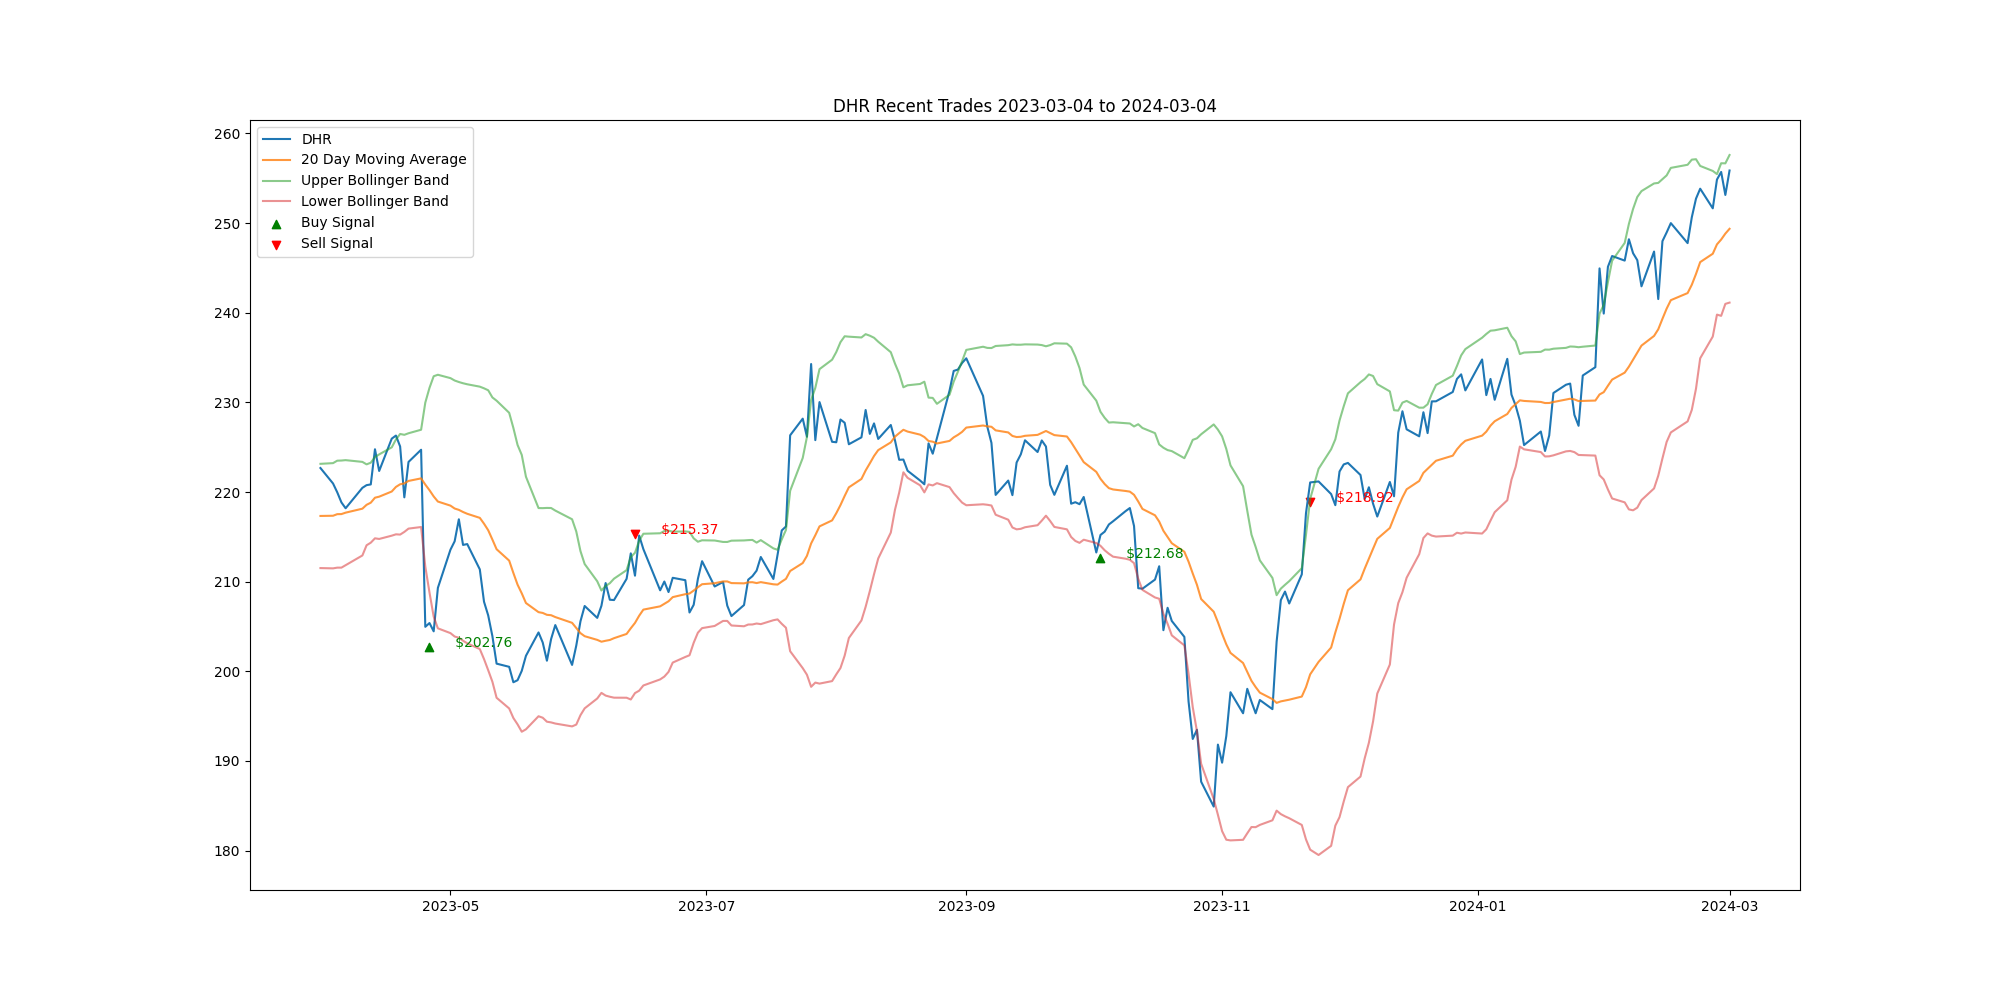 DHR Recent Trades 2023-03-04 to 2024-03-04
DHR
20 Day Moving Average
Upper Bollinger Band
Lower Bollinger Band
Buy Signal
Sell Signal
260
250
240
230
220
210
200
190
180
$202.76
$215.37
$212.68
$218.92
2023-05
2023-07
2023-09
2023-11
2024-01
2024-03